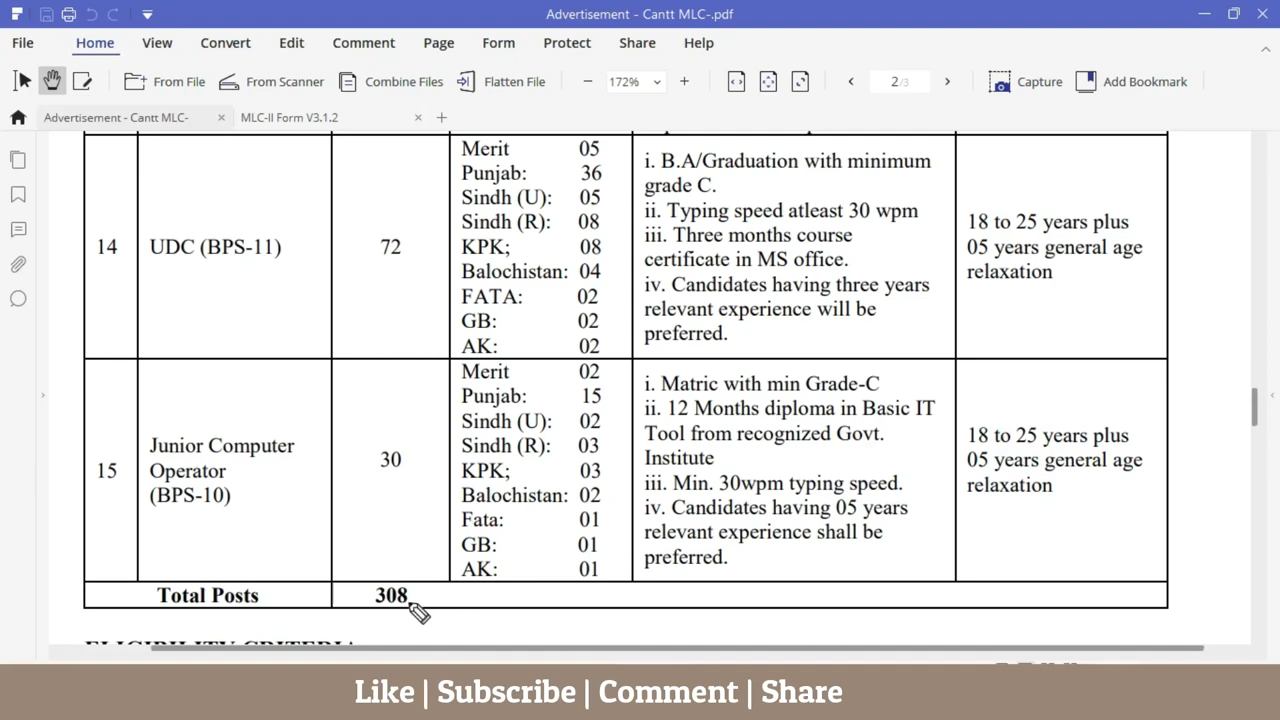 Advertisement - Cantt MLC-.pdf
File Home View Convert Edit Comment Page Form Protect Share Help
From File From Scanner Combine Files Flatten File 172% 2/3 Capture Add Bookmark
Advertisement - Cantt MLC- × MLC-II Form V3.1.2 × +
14
UDC (BPS-11)
72
Merit 05
Punjab: 36
Sindh (U): 05
Sindh (R): 08
KPK; 08
Balochistan: 04
FATA: 02
GB: 02
AK: 02
i. B.A/Graduation with minimum
grade C.
ii. Typing speed atleast 30 wpm
iii. Three months course
certificate in MS office.
iv. Candidates having three years
relevant experience will be
preferred.
18 to 25 years plus
05 years general age
relaxation
15
Junior Computer
Operator
(BPS-10)
30
Merit 02
Punjab: 15
Sindh (U): 02
Sindh (R): 03
KPK; 03
Balochistan: 02
Fata: 01
GB: 01
AK: 01
i. Matric with min Grade-C
ii. 12 Months diploma in Basic IT
Tool from recognized Govt.
Institute
iii. Min. 30wpm typing speed.
iv. Candidates having 05 years
relevant experience shall be
preferred.
18 to 25 years plus
05 years general age
relaxation
Total Posts 308
ELIGIBILITY CRITERIA
Like | Subscribe | Comment | Share